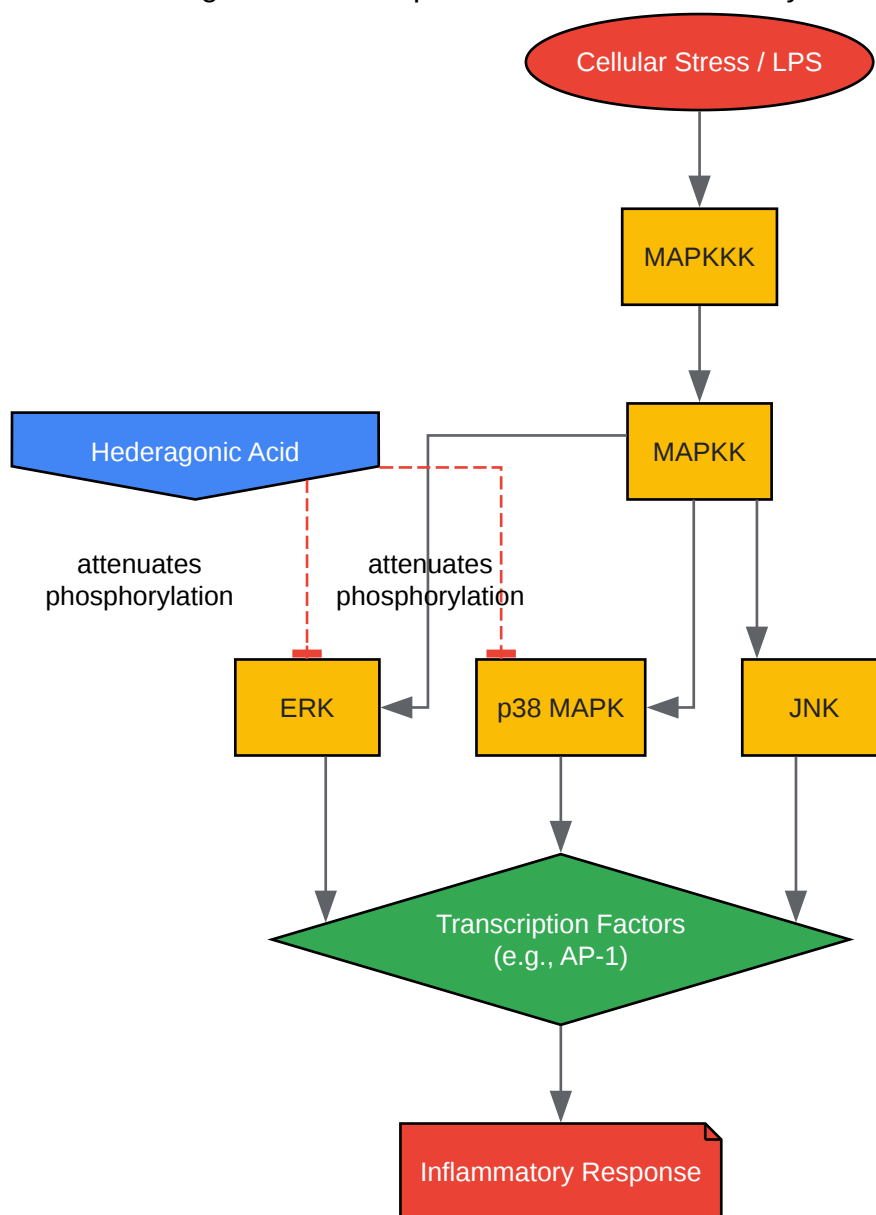 Cellular Stress / LPS
MAPKKK
MAPKK
Hederagonic Acid
attenuates
phosphorylation
attenuates
phosphorylation
ERK
p38 MAPK
JNK
Transcription Factors
(e.g., AP-1)
Inflammatory Response